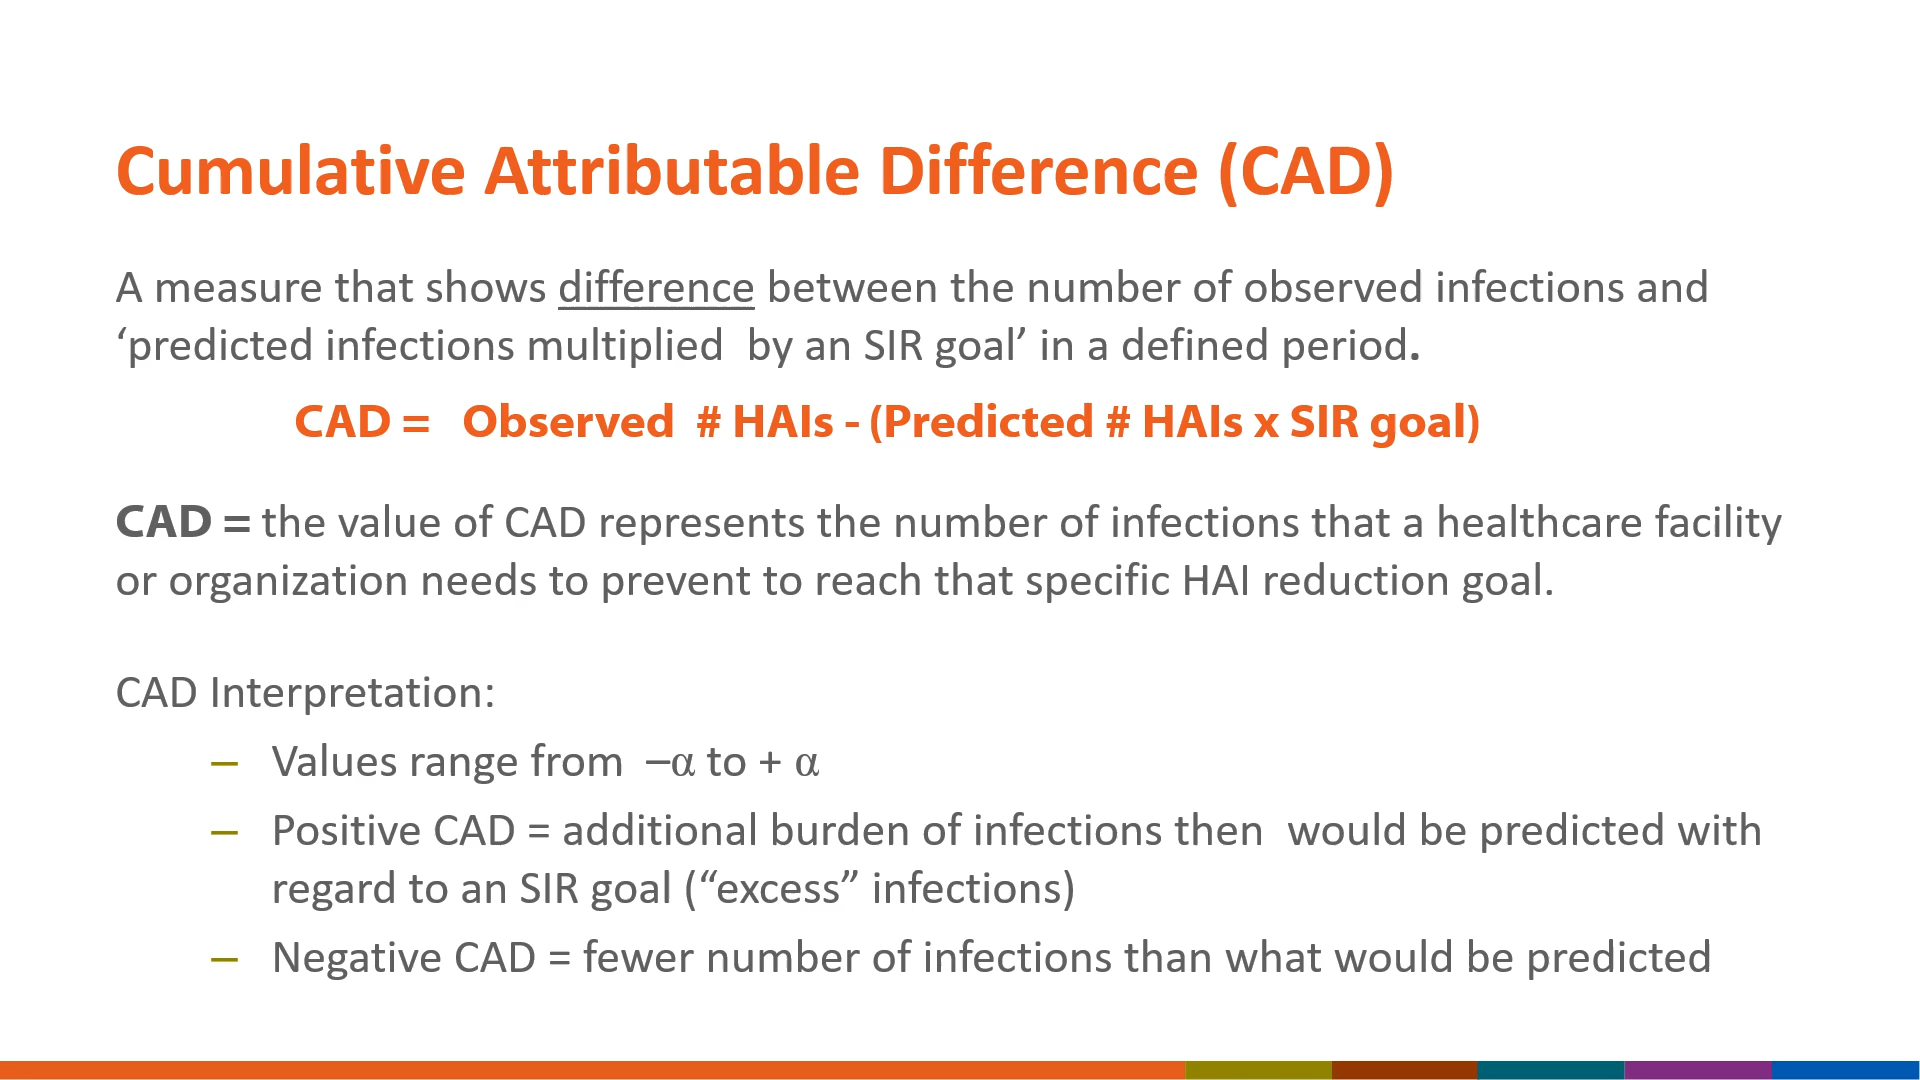 Cumulative Attributable Difference (CAD)
A measure that shows difference between the number of observed infections and
‘predicted infections multiplied  by an SIR goal’ in a defined period.
CAD =   Observed  # HAIs - (Predicted # HAIs x SIR goal)
CAD = the value of CAD represents the number of infections that a healthcare facility
or organization needs to prevent to reach that specific HAI reduction goal.
CAD Interpretation:
– Values range from  –α to + α
– Positive CAD = additional burden of infections then  would be predicted with
regard to an SIR goal (“excess” infections)
– Negative CAD = fewer number of infections than what would be predicted